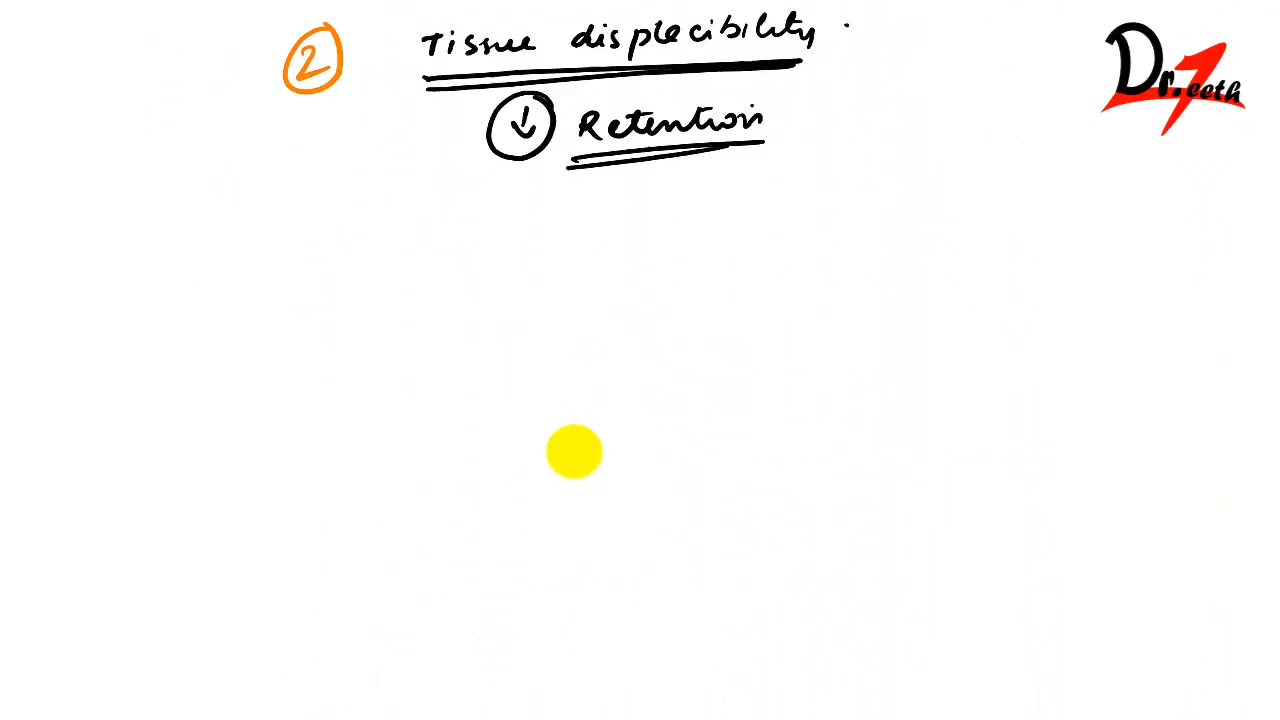 2 Tissue displecibility.
↓ Retention
Dr. Teeth